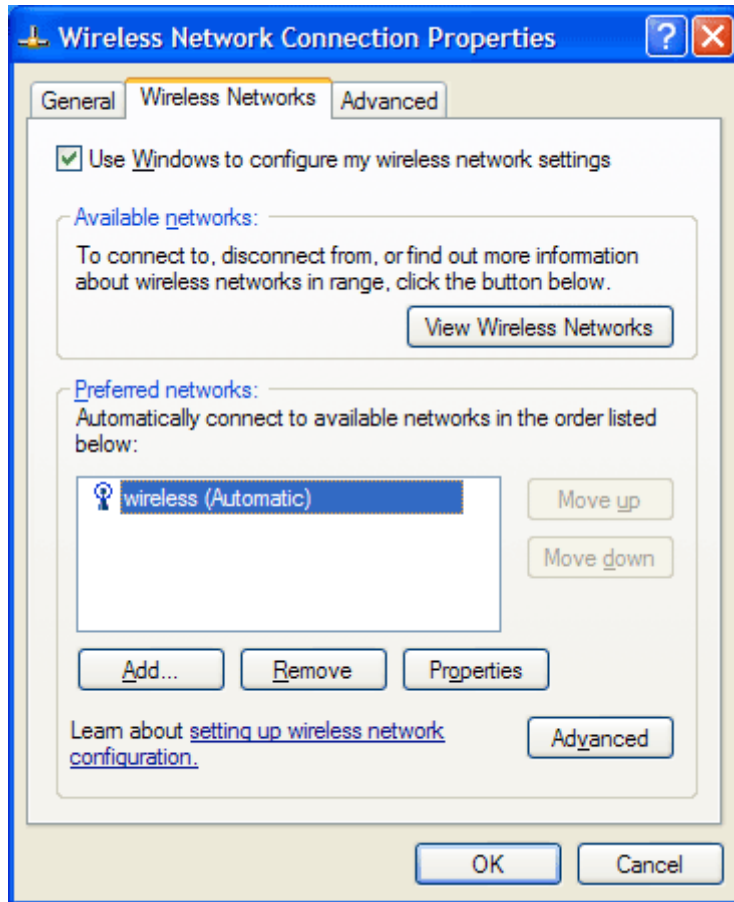 Wireless Network Connection Properties
General Wireless Networks Advanced
Use Windows to configure my wireless network settings
Available networks:
To connect to, disconnect from, or find out more information
about wireless networks in range, click the button below.
View Wireless Networks
Preferred networks:
Automatically connect to available networks in the order listed
below:
wireless (Automatic)
Move up
Move down
Add... Remove Properties
Learn about setting up wireless network
configuration.
Advanced
OK Cancel